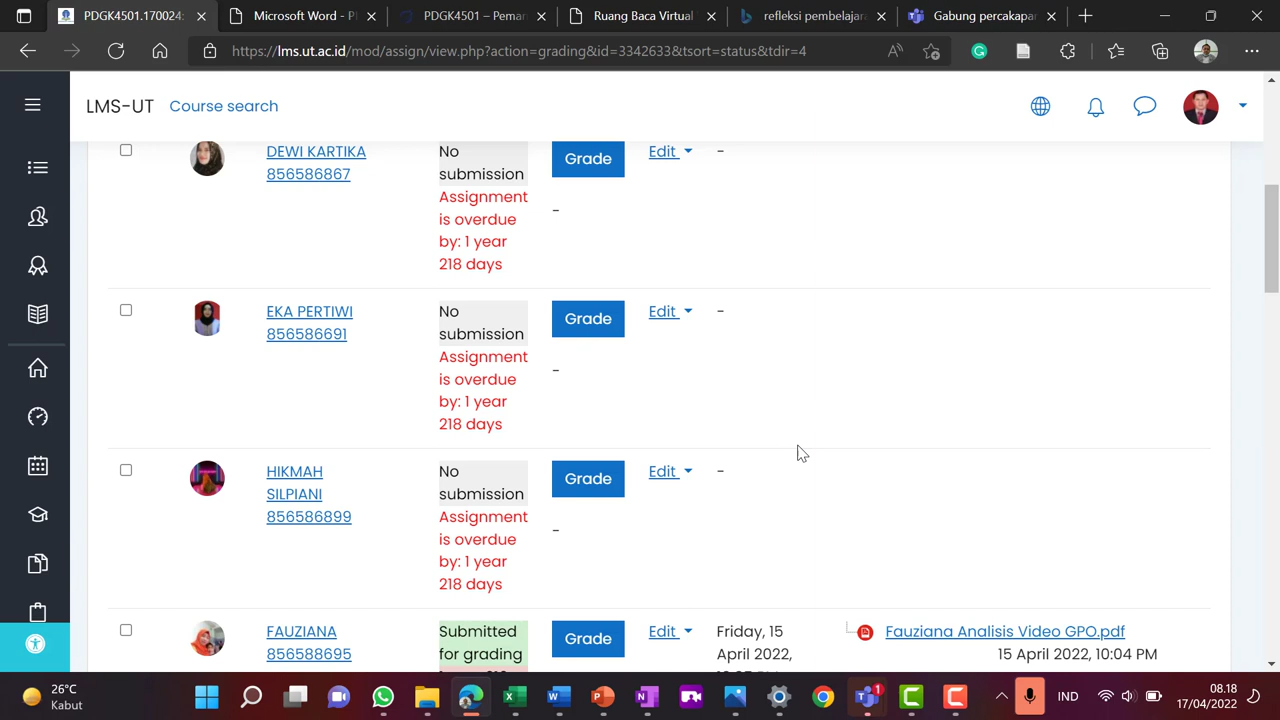 PDGK4501.170024:
Microsoft Word - PI
PDGK4501 - Peman
Ruang Baca Virtual
refleksi pembelajara
Gabung percakapa
https://lms.ut.ac.id/mod/assign/view.php?action=grading&id=3342633&tsort=status&tdir=4
LMS-UT Course search
DEWI KARTIKA
856586867
No
submission
Assignment
is overdue
by: 1 year
218 days
Grade
-
Edit
-
EKA PERTIWI
856586691
No
submission
Assignment
is overdue
by: 1 year
218 days
Grade
-
Edit
-
HIKMAH
SILPIANI
856586899
No
submission
Assignment
is overdue
by: 1 year
218 days
Grade
-
Edit
-
FAUZIANA
856588695
Submitted
for grading
Grade
Edit
Friday, 15
April 2022,
Fauziana Analisis Video GPO.pdf
15 April 2022, 10:04 PM
26°C
Kabut
1
IND
08.18
17/04/2022